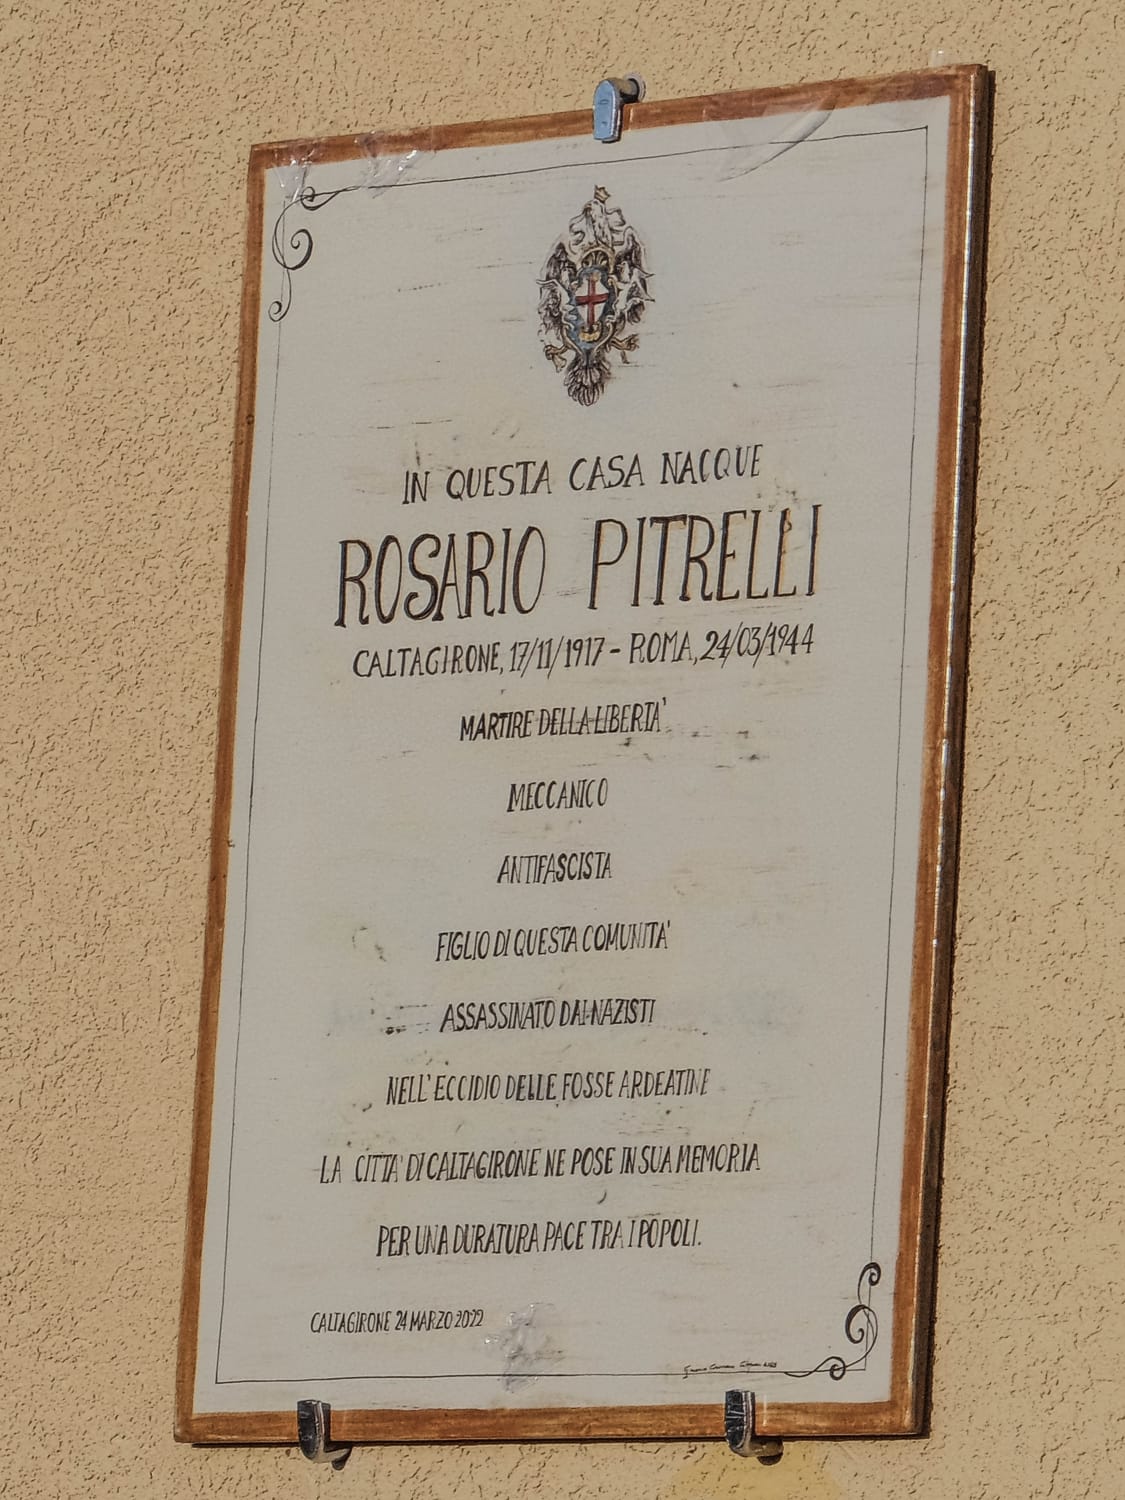 IN QUESTA CASA NACQUE
ROSARIO PITRELLI
CALTAGIRONE, 17/11/1917 - ROMA, 24/03/1944
MARTIRE DELLA LIBERTA'
MECCANICO
ANTIFASCISTA
FIGLIO DI QUESTA COMUNITA'
ASSASSINATO DAI NAZISTI
NELL'ECCIDIO DELLE FOSSE ARDEATINE
LA CITTA' DI CALTAGIRONE NE POSE IN SUA MEMORIA
PER UNA DURATURA PACE TRA I POPOLI.
CALTAGIRONE 24 MARZO 2022